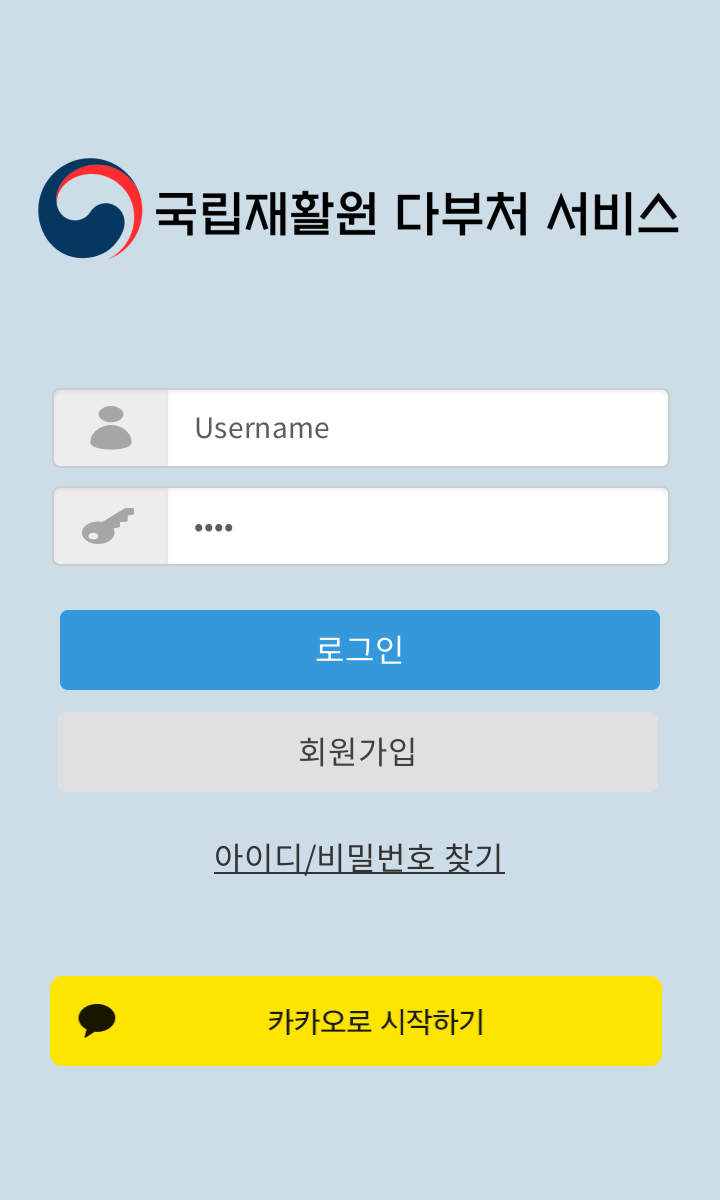 국립재활원 다부처 서비스
Username
••••
로그인
회원가입
아이디/비밀번호 찾기
카카오로 시작하기